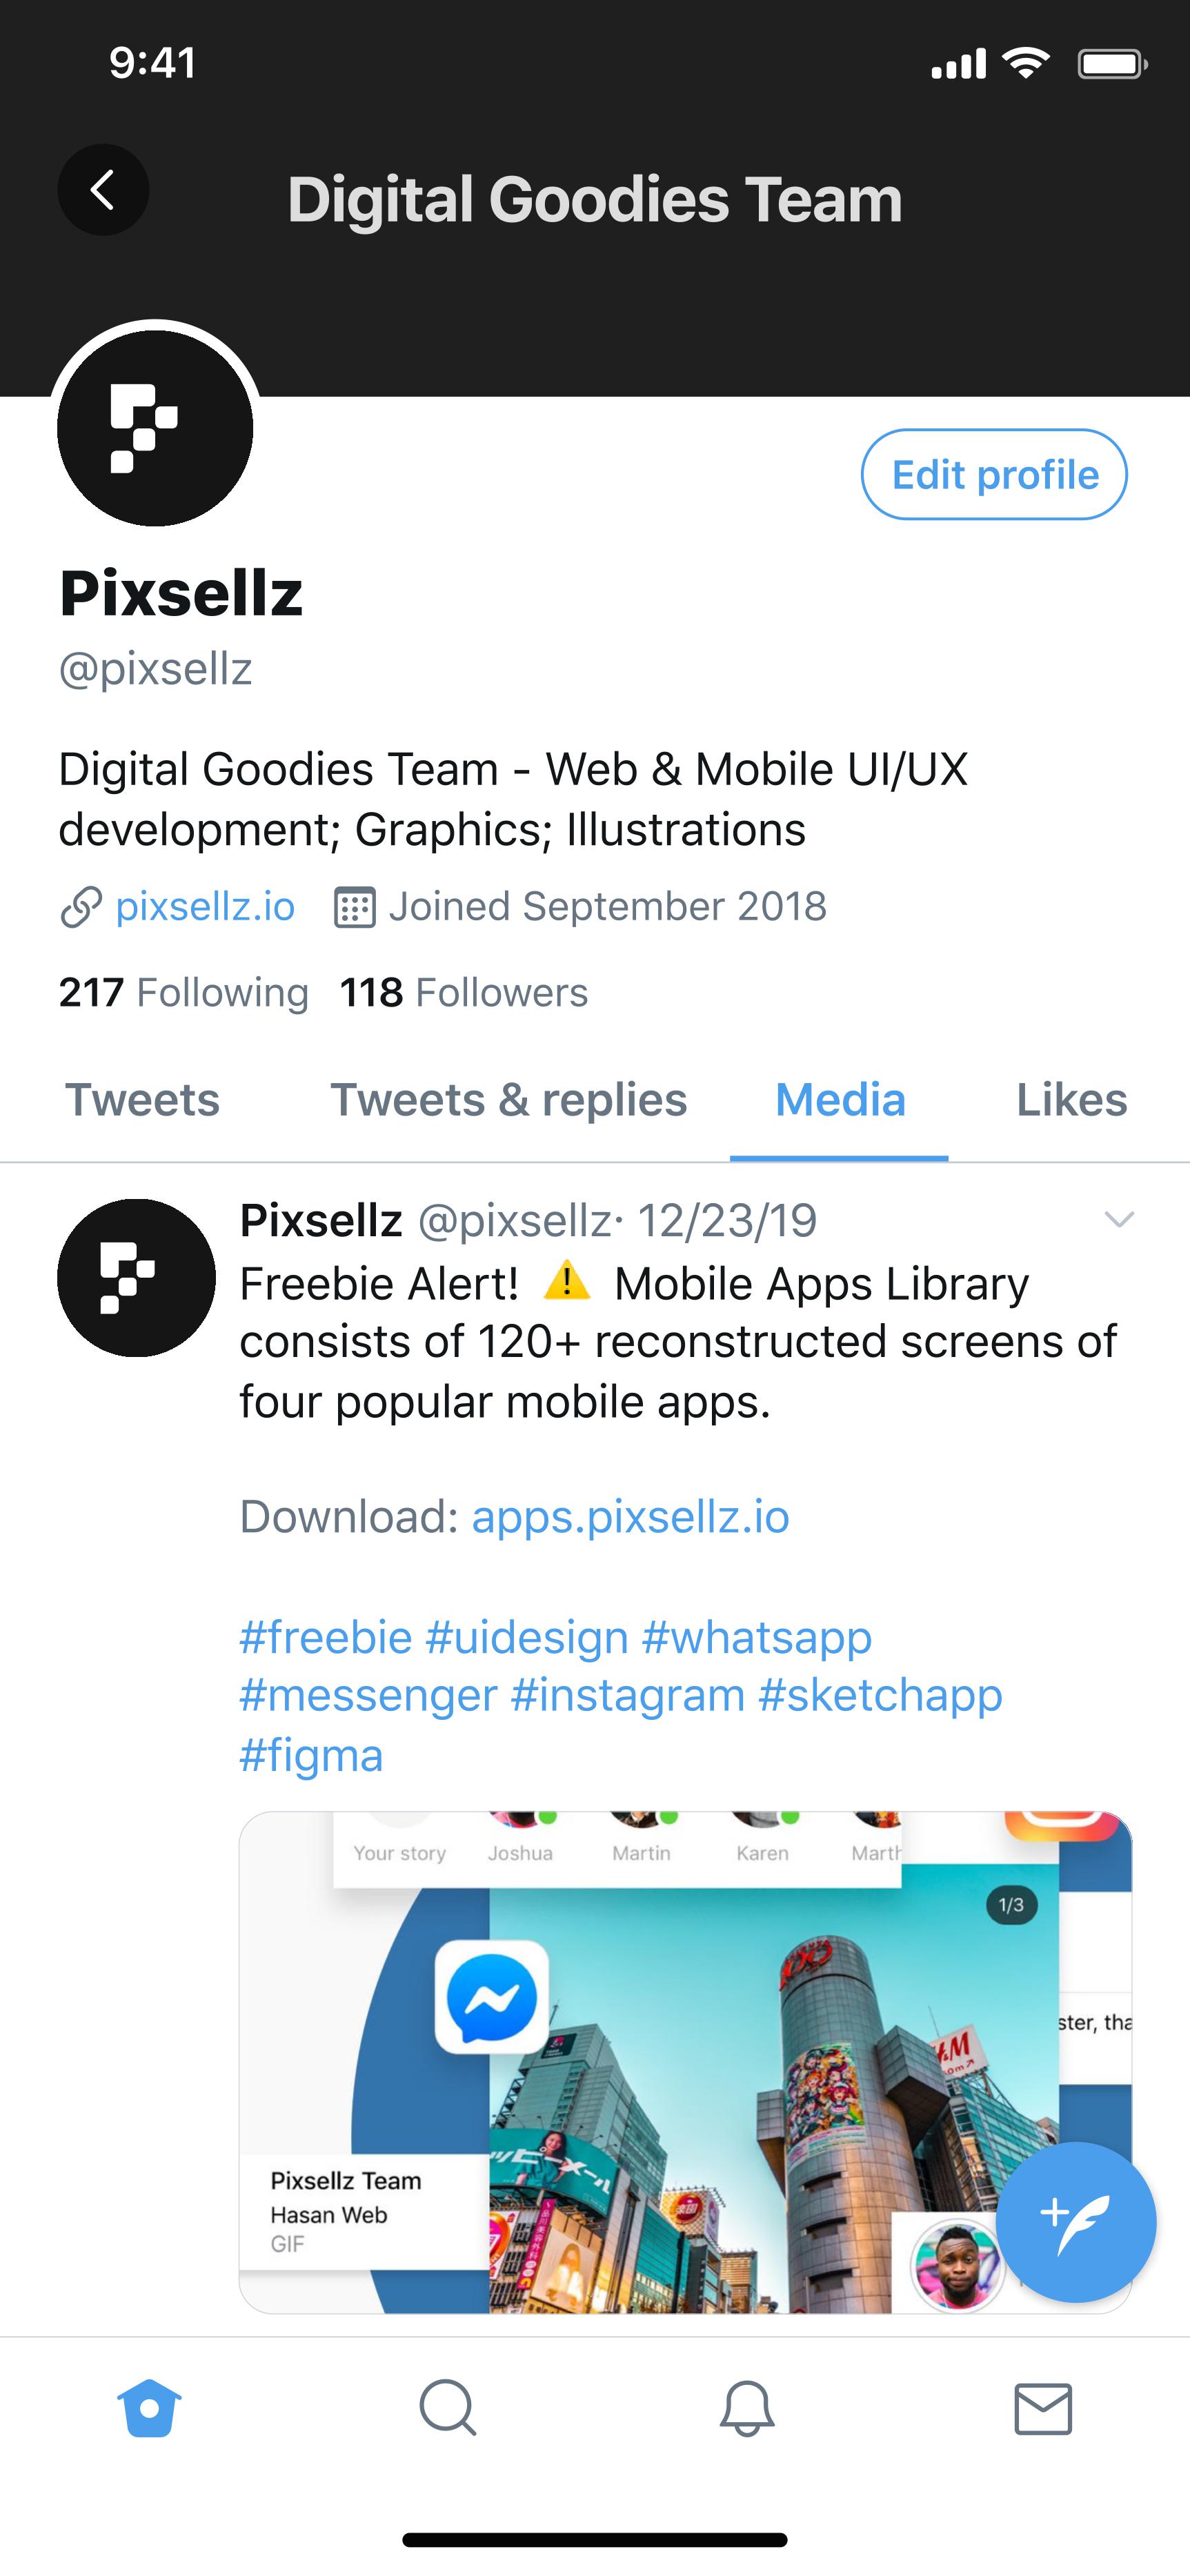 9:41
Digital Goodies Team
Edit profile
Pixsellz
@pixsellz
Digital Goodies Team - Web & Mobile UI/UX
development; Graphics; Illustrations
pixsellz.io Joined September 2018
217 Following 118 Followers
Tweets Tweets & replies Media Likes
Pixsellz @pixsellz· 12/23/19
Freebie Alert! ⚠️ Mobile Apps Library
consists of 120+ reconstructed screens of
four popular mobile apps.
Download: apps.pixsellz.io
#freebie #uidesign #whatsapp
#messenger #instagram #sketchapp
#figma
Your story Joshua Martin Karen Marth
1/3
ster, tha
Pixsellz Team
Hasan Web
GIF